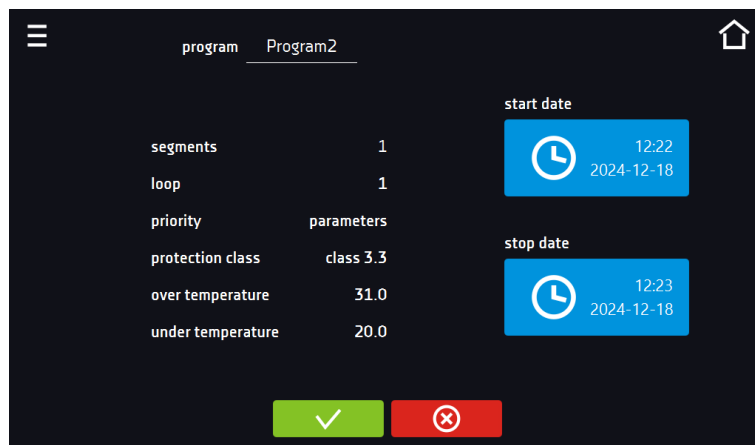 program Program2
start date
12:22
2024-12-18
segments 1
loop 1
priority parameters
protection class class 3.3
over temperature 31.0
under temperature 20.0
stop date
12:23
2024-12-18